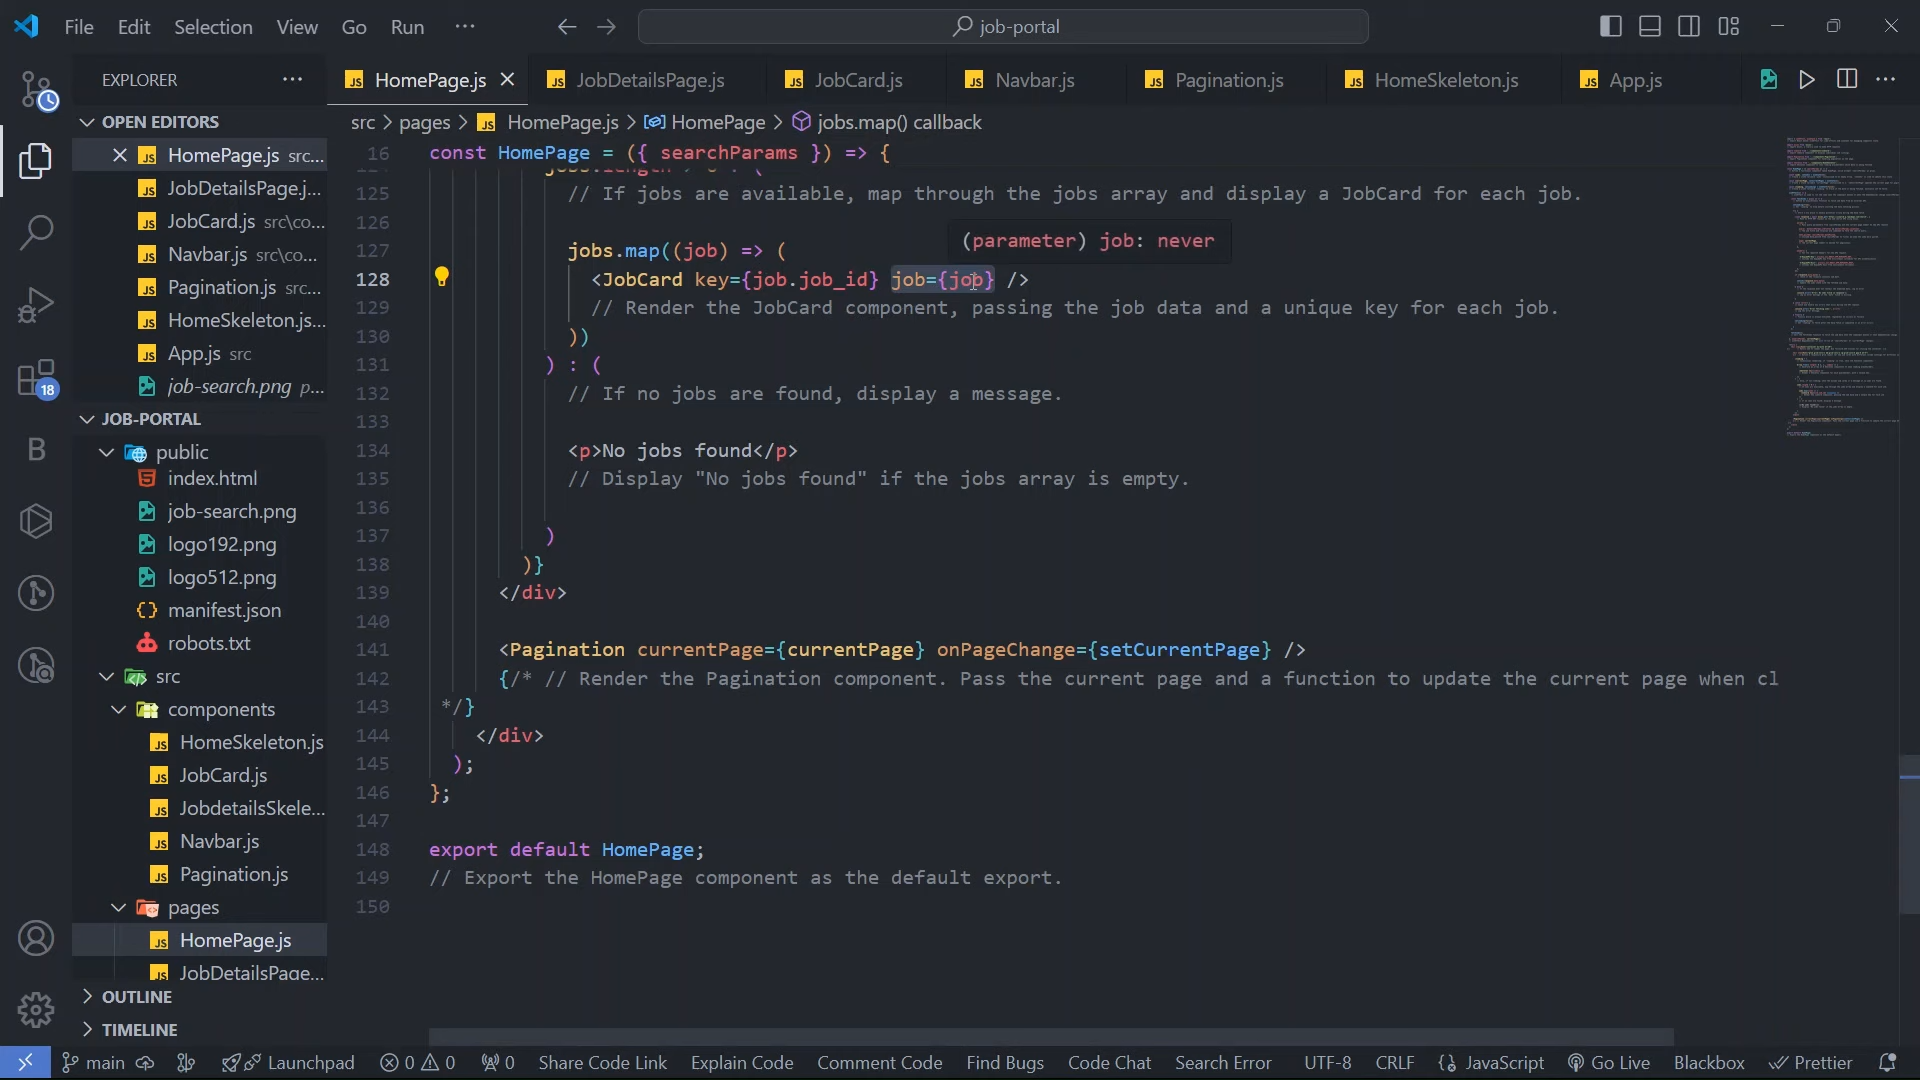 File Edit Selection View Go Run ···
job-portal
EXPLORER ···
HomePage.js JobDetailsPage.js JobCard.js Navbar.js Pagination.js HomeSkeleton.js App.js ···
OPEN EDITORS
HomePage.js src...
JobDetailsPage.j...
JobCard.js src\co...
Navbar.js src\co...
Pagination.js src...
HomeSkeleton.js...
App.js src
job-search.png p...
JOB-PORTAL
public
index.html
job-search.png
logo192.png
logo512.png
manifest.json
robots.txt
src
components
HomeSkeleton.js
JobCard.js
JobdetailsSkele...
Navbar.js
Pagination.js
pages
HomePage.js
JobDetailsPage...
OUTLINE
TIMELINE
18
B
src > pages > HomePage.js > HomePage > jobs.map() callback
16 const HomePage = ({ searchParams }) => {
125 // If jobs are available, map through the jobs array and display a JobCard for each job.
126
(parameter) job: never
127 jobs.map((job) => (
128 <JobCard key={job.job_id} job={job} />
129 // Render the JobCard component, passing the job data and a unique key for each job.
130 ))
131 ) : (
132 // If no jobs are found, display a message.
133
134 <p>No jobs found</p>
135 // Display "No jobs found" if the jobs array is empty.
136
137 )
138 )}
139 </div>
140
141 <Pagination currentPage={currentPage} onPageChange={setCurrentPage} />
142 {/* // Render the Pagination component. Pass the current page and a function to update the current page when cl
143 */}
144 </div>
145 );
146 };
147
148 export default HomePage;
149 // Export the HomePage component as the default export.
150
main Launchpad 0 0 0 Share Code Link Explain Code Comment Code Find Bugs Code Chat Search Error UTF-8 CRLF {} JavaScript Go Live Blackbox Prettier